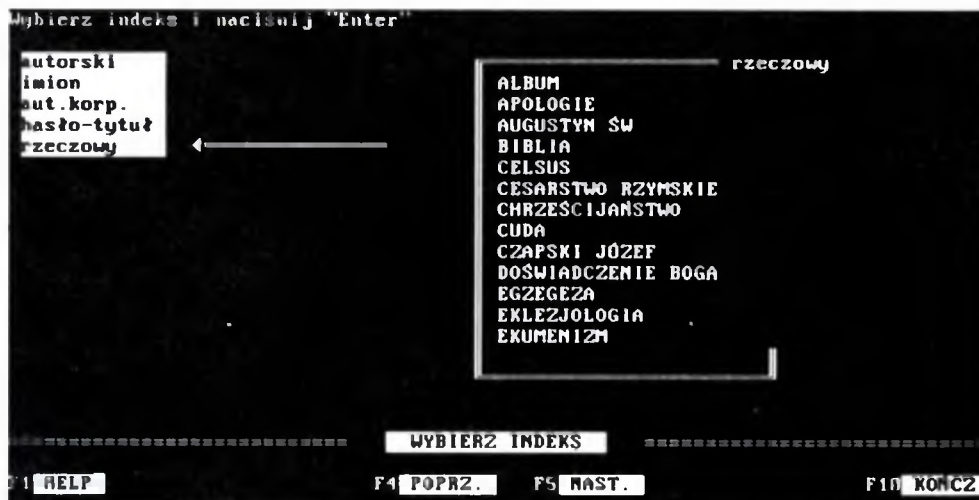 Wybierz indeks i naciśnij "Enter"
autorski
imion
aut.korp.
hasło-tytuł
rzeczowy
rzeczowy
ALBUM
APOLOGIE
AUGUSTYN ŚW
BIBLIA
CELSUS
CESARSTWO RZYMSKIE
CHRZEŚCIJAŃSTWO
CUDA
CZAPSKI JÓZEF
DOŚWIADCZENIE BOGA
EGZEGEZA
EKLEZJOLOGIA
EKUMENIZM
WYBIERZ INDEKS
F1 HELP F4 POPRZ. F5 NAST. F10 KOŃCZ